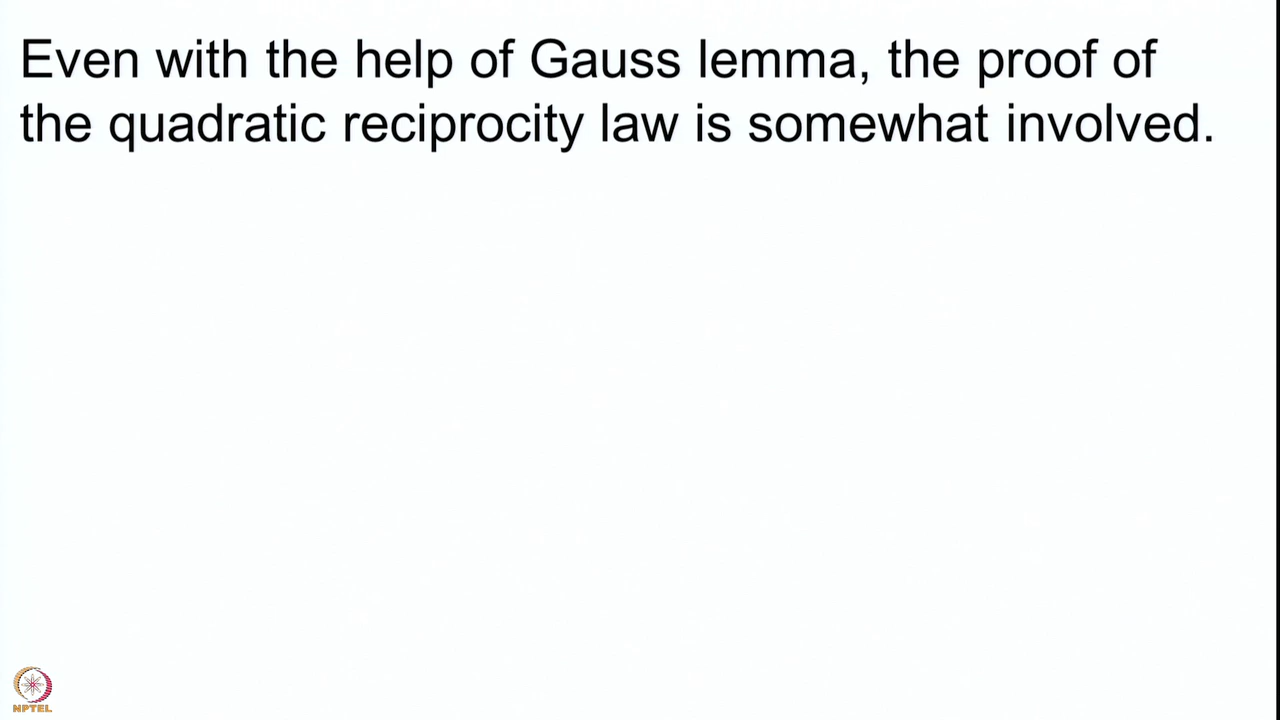 Even with the help of Gauss lemma, the proof of
the quadratic reciprocity law is somewhat involved.
NPTEL